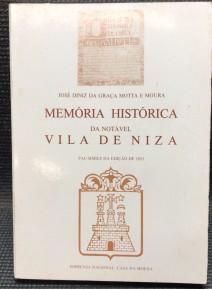 JOSÉ DINIZ DA GRAÇA MOTTA E MOURA
MEMÓRIA HISTÓRICA
DA NOTÁVEL
VILA DE NIZA
FAC-SIMILE DA EDIÇÃO DE 1855
IMPRENSA NACIONAL-CASA DA MOEDA